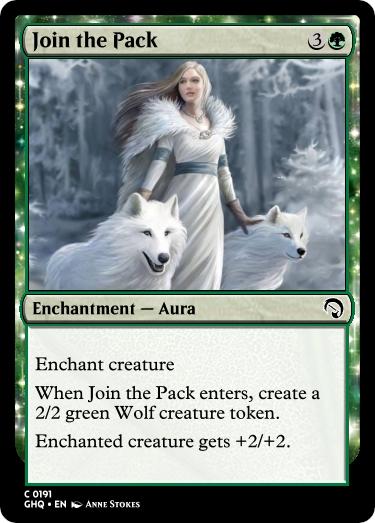 Join the Pack 3
Enchantment — Aura
Enchant creature
When Join the Pack enters, create a
2/2 green Wolf creature token.
Enchanted creature gets +2/+2.
C 0191
GHQ • EN Anne Stokes